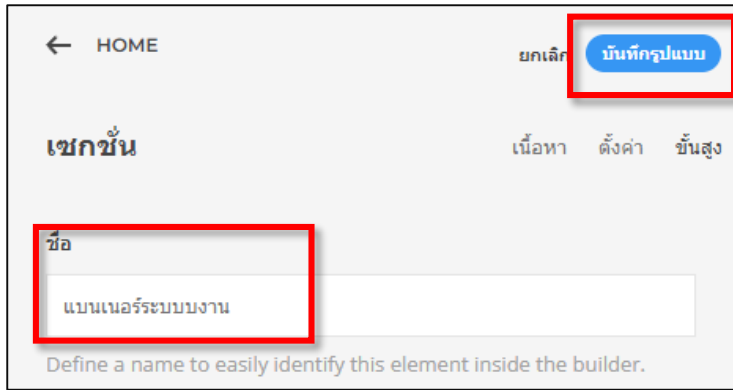 ← HOME ยกเลิก บันทึกรูปแบบ
เซกชั่น เนื้อหา ตั้งค่า ขั้นสูง
ชื่อ
แบนเนอร์ระบบบงาน
Define a name to easily identify this element inside the builder.